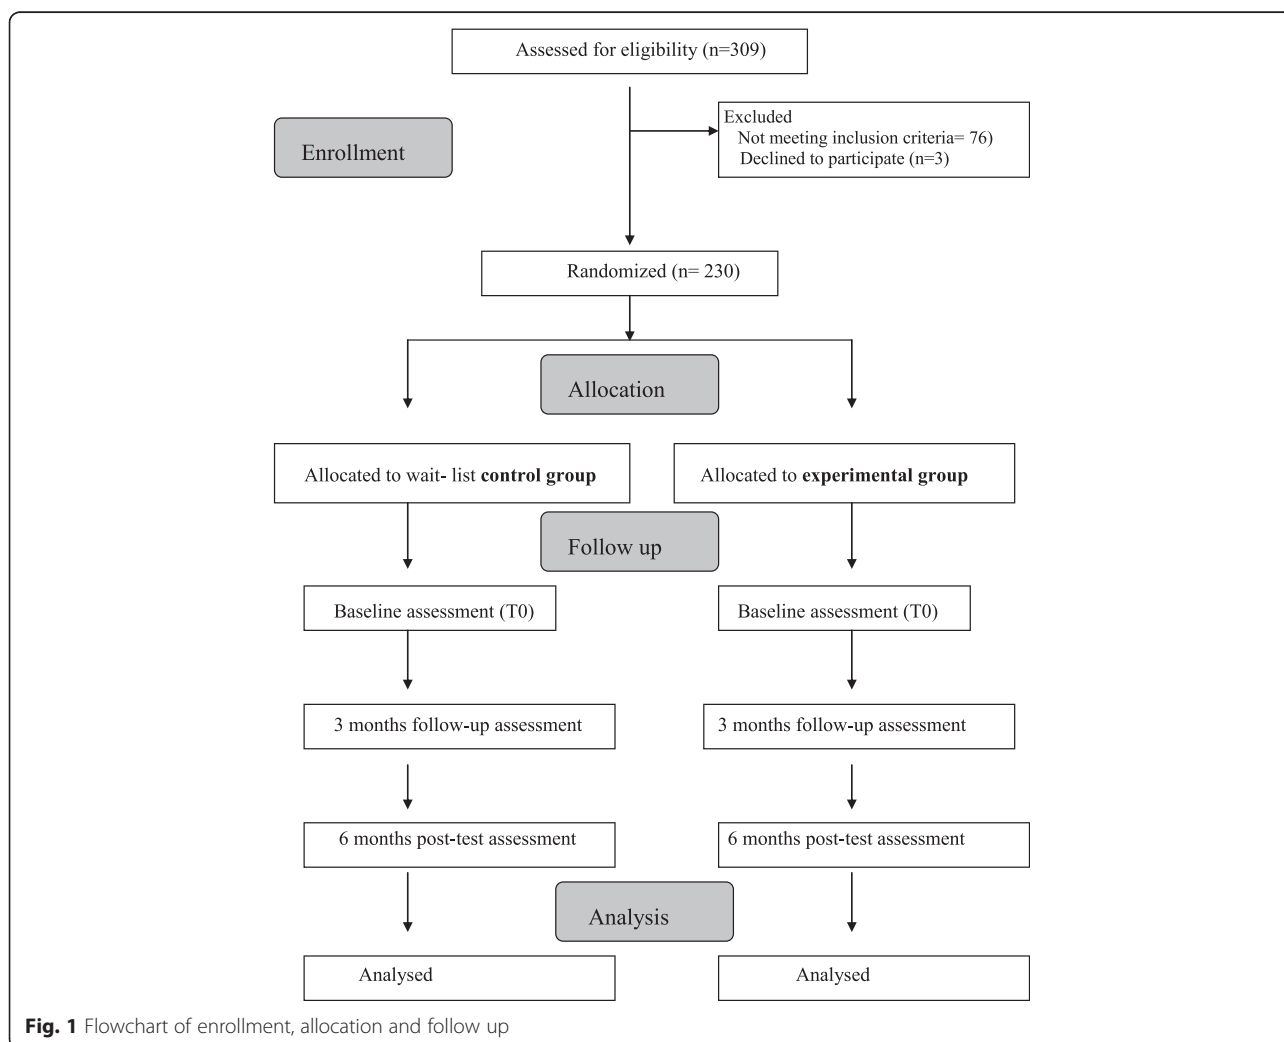 Assessed for eligibility (n=309)
Excluded
Not meeting inclusion criteria= 76)
Declined to participate (n=3)
Enrollment
Randomized (n= 230)
Allocation
Allocated to wait- list control group
Allocated to experimental group
Follow up
Baseline assessment (T0)
Baseline assessment (T0)
3 months follow-up assessment
3 months follow-up assessment
6 months post-test assessment
6 months post-test assessment
Analysis
Analysed
Analysed
Fig. 1 Flowchart of enrollment, allocation and follow up